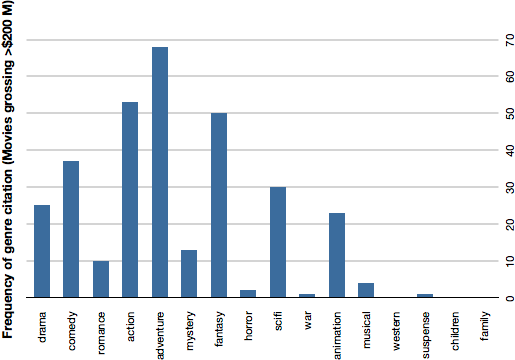 Frequency of genre citation (Movies grossing >$200 M)
70
60
50
40
30
20
10
0
drama
comedy
romance
action
adventure
mystery
fantasy
horror
scifi
war
animation
musical
western
suspense
children
family